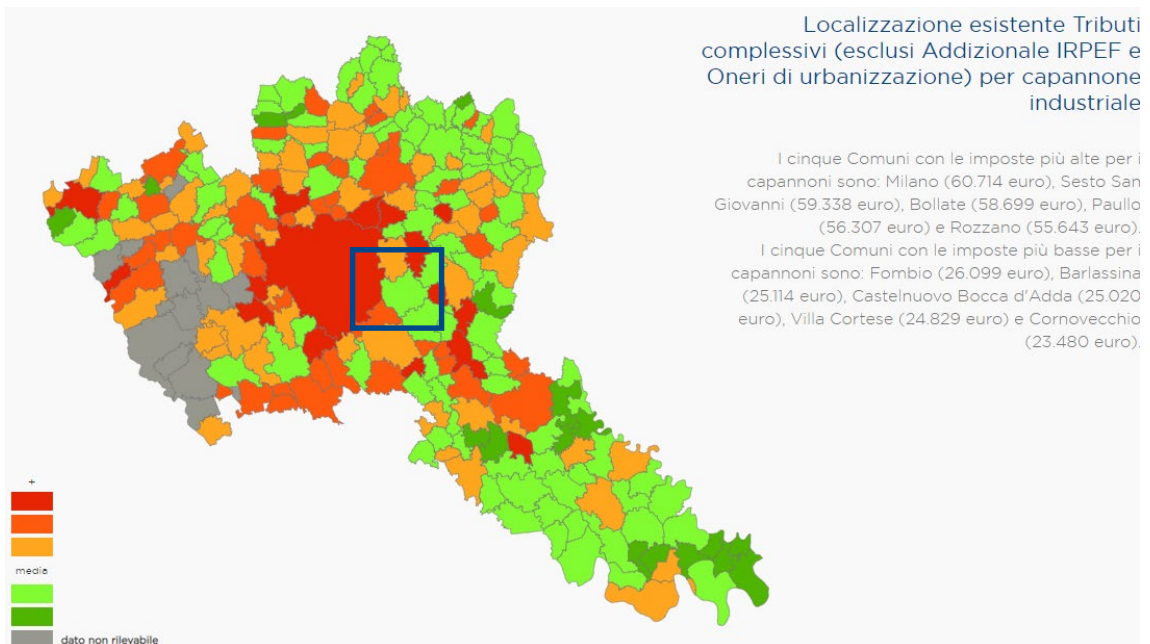 Localizzazione esistente Tributi
complessivi (esclusi Addizionale IRPEF e
Oneri di urbanizzazione) per capannone
industriale
I cinque Comuni con le imposte più alte per i
capannoni sono: Milano (60.714 euro), Sesto San
Giovanni (59.338 euro), Bollate (58.699 euro), Paullo
(56.307 euro) e Rozzano (55.643 euro).
I cinque Comuni con le imposte più basse per i
capannoni sono: Fombio (26.099 euro), Barlassina
(25.114 euro), Castelnuovo Bocca d'Adda (25.020
euro), Villa Cortese (24.829 euro) e Cornovecchio
(23.480 euro).
+
media
dato non rilevabile